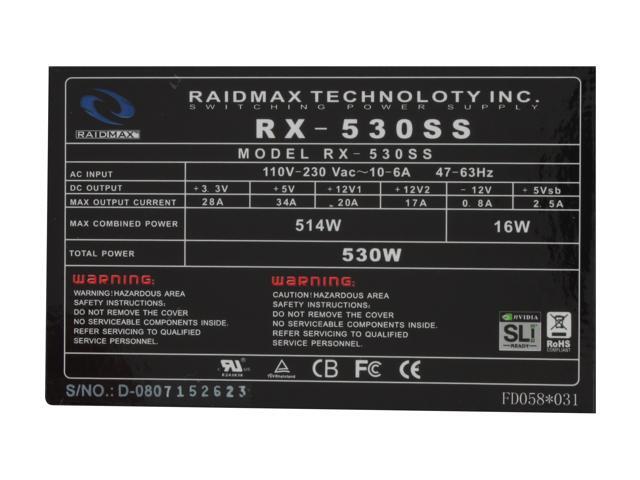 RAIDMAX TECHNOLOTY INC.
SWITCHING POWER SUPPLY
RAIDMAX
RX-530SS
MODEL RX-530SS
AC INPUT 110V-230 Vac~10-6A 47-63Hz
DC OUTPUT +3.3V +5V +12V1 +12V2 -12V +5Vsb
MAX OUTPUT CURRENT 28A 34A 20A 17A 0.8A 2.5A
MAX COMBINED POWER 514W 16W
TOTAL POWER 530W
WARNING: WARNING:
WARNING! HAZARDOUS AREA CAUTION! HAZARDOUS AREA
SAFETY INSTRUCTIONS: SAFETY INSTRUCTIONS:
DO NOT REMOVE THE COVER DO NOT REMOVE THE COVER
NO SERVICEABLE COMPONENTS INSIDE. NO SERVICEABLE COMPONENTS INSIDE.
REFER SERVICING TO QUALIFIED REFER SERVICING TO QUALIFIED
SERVICE PERSONNEL. SERVICE PERSONNEL.
NVIDIA
SLI
READY
RoHS
COMPLIANT
CB FC CE
S/NO.: D-0807152623
FD058*031